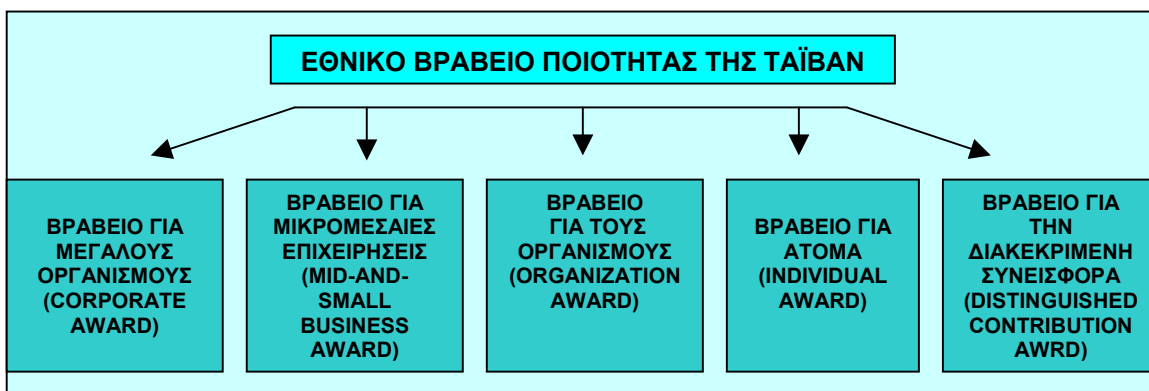 ΕΘΝΙΚΟ ΒΡΑΒΕΙΟ ΠΟΙΟΤΗΤΑΣ ΤΗΣ ΤΑΪΒΑΝ
ΒΡΑΒΕΙΟ ΓΙΑ
ΜΕΓΑΛΟΥΣ
ΟΡΓΑΝΙΣΜΟΥΣ
(CORPORATE
AWARD)
ΒΡΑΒΕΙΟ ΓΙΑ
ΜΙΚΡΟΜΕΣΑΙΕΣ
ΕΠΙΧΕΙΡΗΣΕΙΣ
(MID-AND-
SMALL
BUSINESS
AWARD)
ΒΡΑΒΕΙΟ
ΓΙΑ ΤΟΥΣ
ΟΡΓΑΝΙΣΜΟΥΣ
(ORGANIZATION
AWARD)
ΒΡΑΒΕΙΟ ΓΙΑ
ΑΤΟΜΑ
(INDIVIDUAL
AWARD)
ΒΡΑΒΕΙΟ ΓΙΑ
ΤΗΝ
ΔΙΑΚΕΚΡΙΜΕΝΗ
ΣΥΝΕΙΣΦΟΡΑ
(DISTINGUISHED
CONTRIBUTION
AWRD)